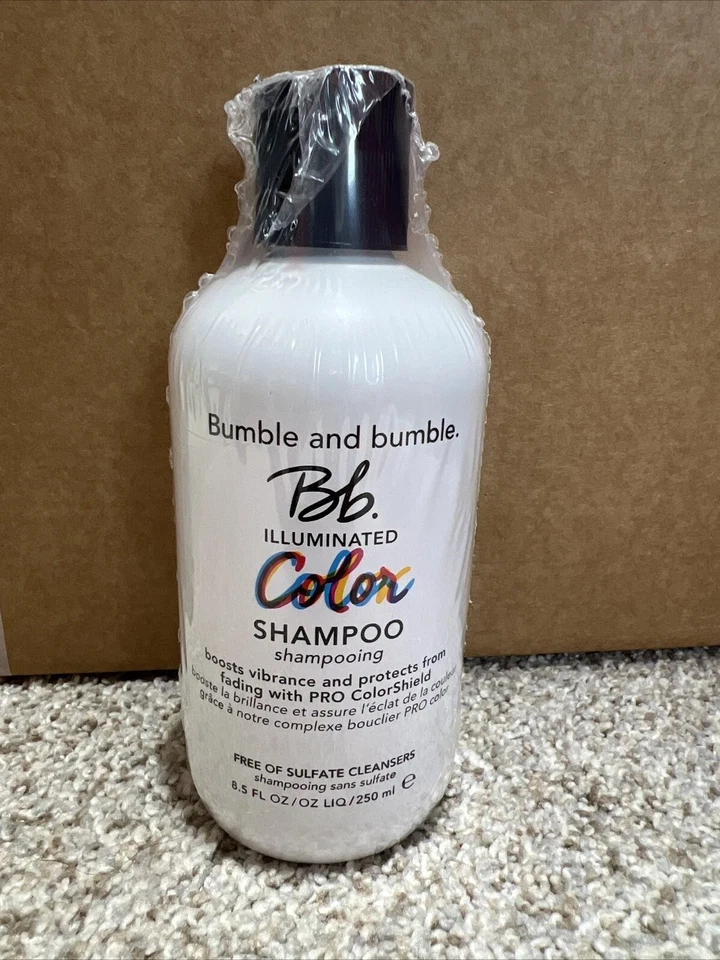 Bumble and bumble.
Bb.
ILLUMINATED
Color
SHAMPOO
shampooing
boosts vibrance and protects from
fading with PRO ColorShield
booste la brillance et assure l'éclat de la couleur
grâce à notre complexe bouclier PRO color
FREE OF SULFATE CLEANSERS
shampooing sans sulfate
8.5 FL OZ/OZ LIQ/250 ml e